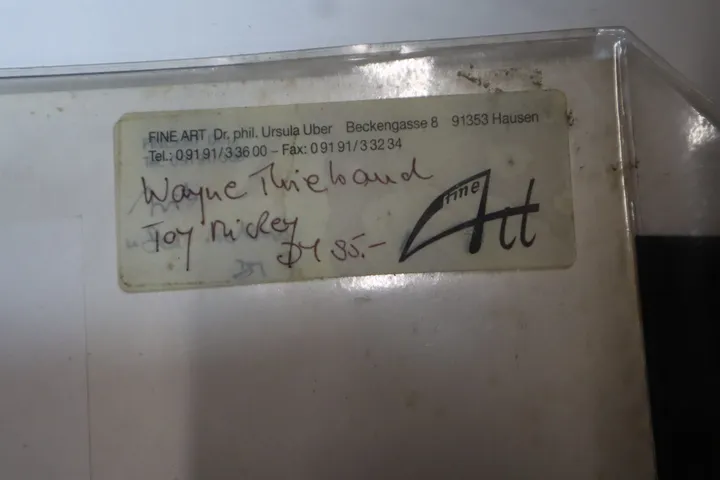 FINE ART Dr. phil. Ursula Uber Beckengasse 8 91353 Hausen
Tel.: 0 91 91 / 3 36 00 – Fax: 0 91 91 / 3 32 34
Wayne Thiebaud
Toy Mickey
DM 95.-
fine Art